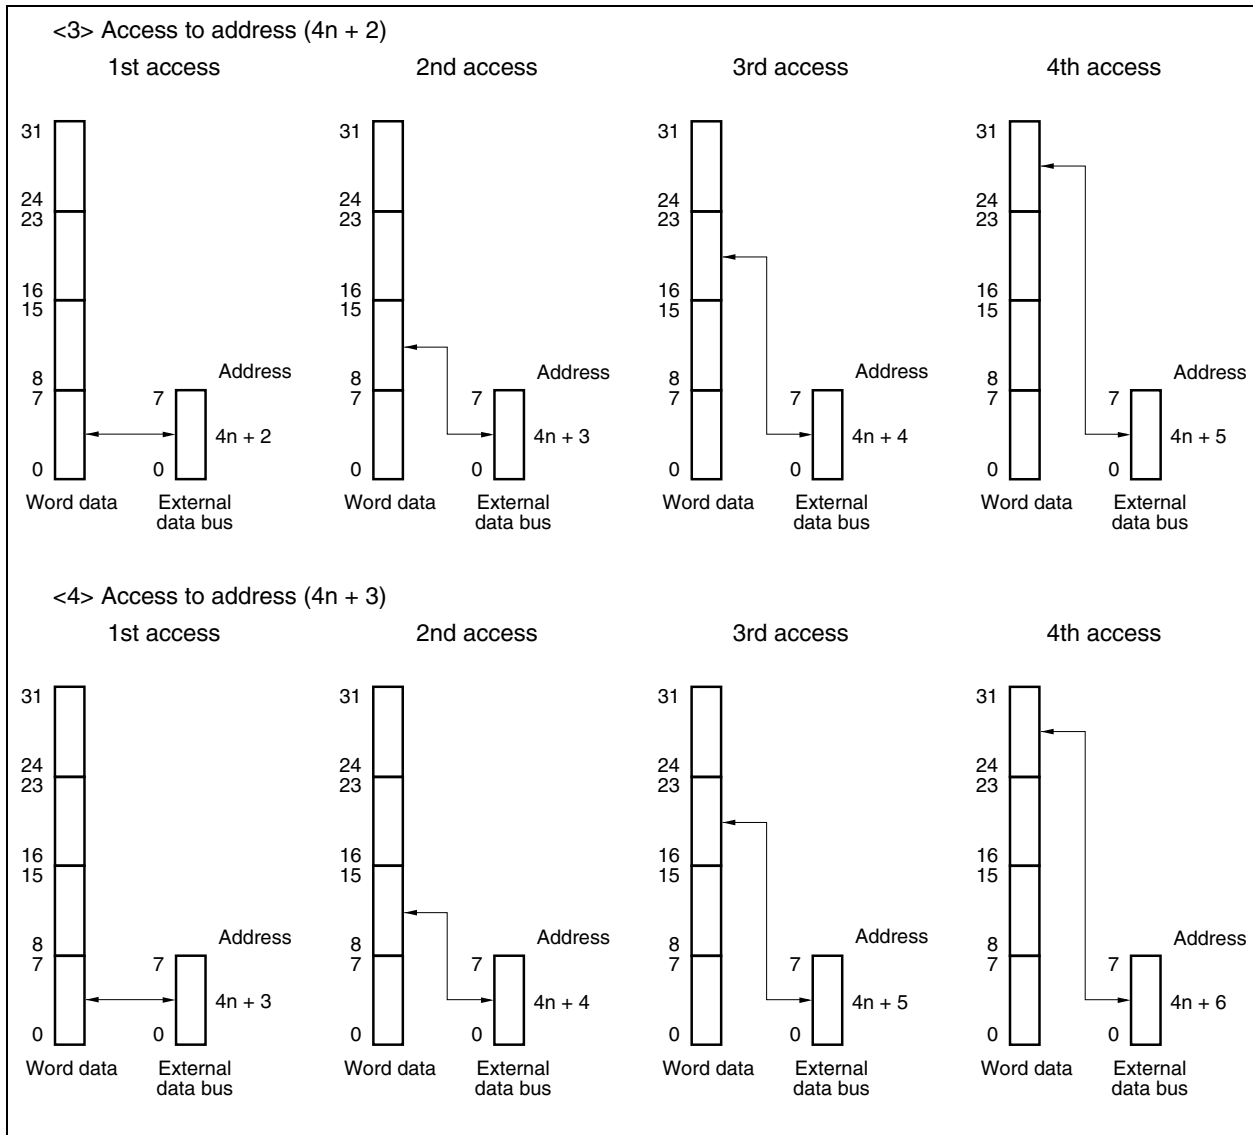 <3> Access to address (4n + 2)
1st access
2nd access
3rd access
4th access
31
24
23
16
15
8
7
0
Word data
7
0
Address
4n + 2
External
data bus
31
24
23
16
15
8
7
0
Word data
7
0
Address
4n + 3
External
data bus
31
24
23
16
15
8
7
0
Word data
7
0
Address
4n + 4
External
data bus
31
24
23
16
15
8
7
0
Word data
7
0
Address
4n + 5
External
data bus
<4> Access to address (4n + 3)
1st access
2nd access
3rd access
4th access
31
24
23
16
15
8
7
0
Word data
7
0
Address
4n + 3
External
data bus
31
24
23
16
15
8
7
0
Word data
7
0
Address
4n + 4
External
data bus
31
24
23
16
15
8
7
0
Word data
7
0
Address
4n + 5
External
data bus
31
24
23
16
15
8
7
0
Word data
7
0
Address
4n + 6
External
data bus